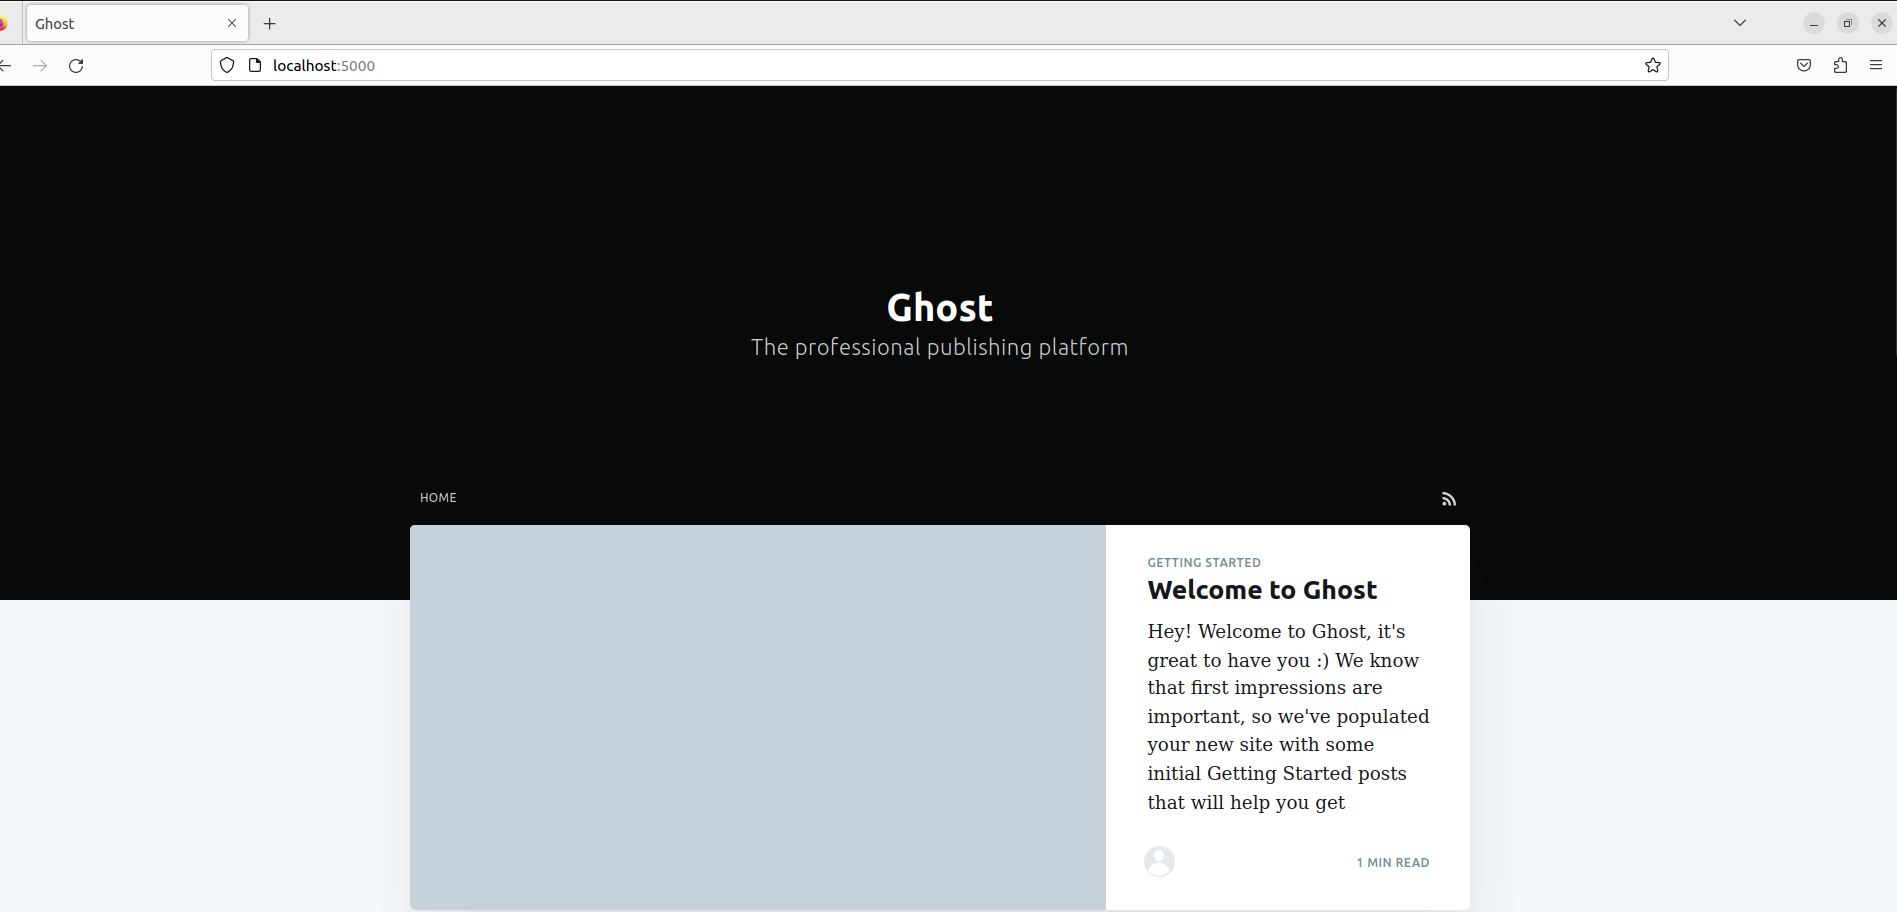 Ghost
localhost:5000
Ghost
The professional publishing platform
HOME
GETTING STARTED
Welcome to Ghost
Hey! Welcome to Ghost, it's
great to have you :) We know
that first impressions are
important, so we've populated
your new site with some
initial Getting Started posts
that will help you get
1 MIN READ